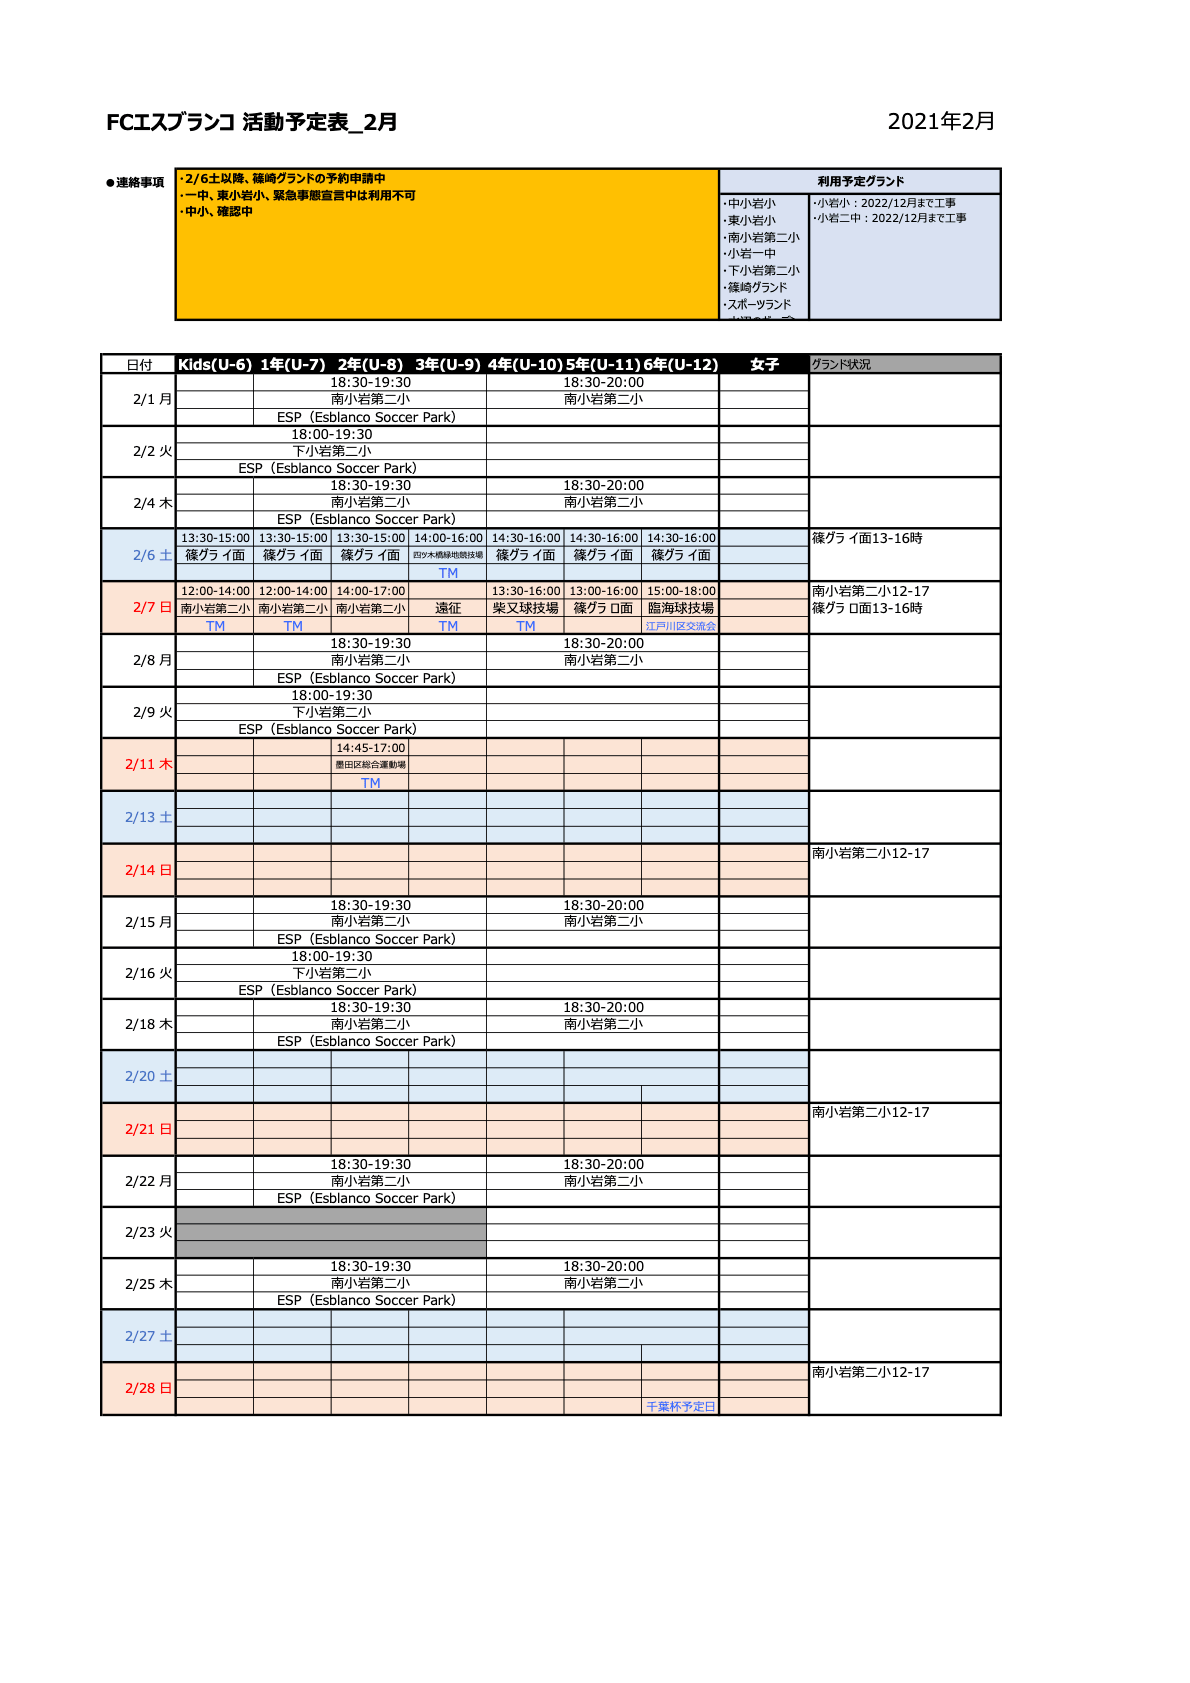 FCエスブランコ 活動予定表_2月
2021年2月
●連絡事項
・2/6土以降、篠崎グランドの予約申請中
・一中、東小岩小、緊急事態宣言中は利用不可
・中小、確認中
利用予定グランド
・中小岩小
・東小岩小
・南小岩第二小
・小岩一中
・下小岩第二小
・篠崎グランド
・スポーツランド
・小岩小：2022/12月まで工事
・小岩二中：2022/12月まで工事
日付 Kids(U-6) 1年(U-7) 2年(U-8) 3年(U-9) 4年(U-10) 5年(U-11) 6年(U-12) 女子 グランド状況
2/1 月
18:30-19:30 18:30-20:00
南小岩第二小 南小岩第二小
ESP（Esblanco Soccer Park）
2/2 火
18:00-19:30
下小岩第二小
ESP（Esblanco Soccer Park）
2/4 木
18:30-19:30 18:30-20:00
南小岩第二小 南小岩第二小
ESP（Esblanco Soccer Park）
2/6 土
13:30-15:00 13:30-15:00 13:30-15:00 14:00-16:00 14:30-16:00 14:30-16:00 14:30-16:00 篠グラ イ面13-16時
篠グラ イ面 篠グラ イ面 篠グラ イ面 四ツ木橋緑地競技場 篠グラ イ面 篠グラ イ面 篠グラ イ面
TM
2/7 日
12:00-14:00 12:00-14:00 14:00-17:00 13:30-16:00 13:00-16:00 15:00-18:00 南小岩第二小12-17
南小岩第二小 南小岩第二小 南小岩第二小 遠征 柴又球技場 篠グラ ロ面 臨海球技場 篠グラ ロ面13-16時
TM TM TM TM 江戸川区交流会
2/8 月
18:30-19:30 18:30-20:00
南小岩第二小 南小岩第二小
ESP（Esblanco Soccer Park）
2/9 火
18:00-19:30
下小岩第二小
ESP（Esblanco Soccer Park）
2/11 木
14:45-17:00
墨田区総合運動場
TM
2/13 土
2/14 日
南小岩第二小12-17
2/15 月
18:30-19:30 18:30-20:00
南小岩第二小 南小岩第二小
ESP（Esblanco Soccer Park）
2/16 火
18:00-19:30
下小岩第二小
ESP（Esblanco Soccer Park）
2/18 木
18:30-19:30 18:30-20:00
南小岩第二小 南小岩第二小
ESP（Esblanco Soccer Park）
2/20 土
2/21 日
南小岩第二小12-17
2/22 月
18:30-19:30 18:30-20:00
南小岩第二小 南小岩第二小
ESP（Esblanco Soccer Park）
2/23 火
2/25 木
18:30-19:30 18:30-20:00
南小岩第二小 南小岩第二小
ESP（Esblanco Soccer Park）
2/27 土
2/28 日
南小岩第二小12-17
千葉杯予定日